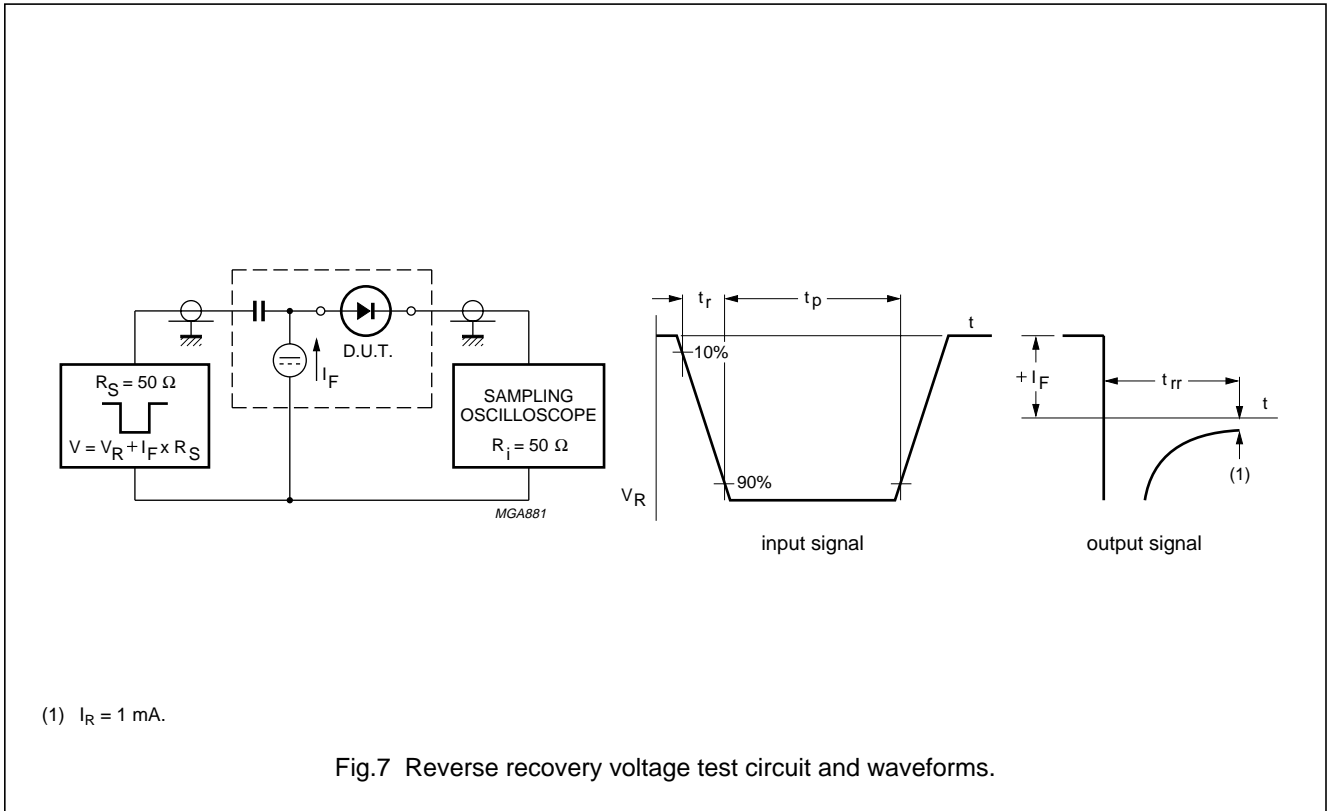 R_S = 50 Ω
V = V_R + I_F x R_S
I_F
D.U.T.
SAMPLING
OSCILLOSCOPE
R_i = 50 Ω
MGA881
t_r
t_p
t
10%
90%
V_R
input signal
+ I_F
t_rr
t
(1)
output signal
(1) I_R = 1 mA.
Fig.7 Reverse recovery voltage test circuit and waveforms.